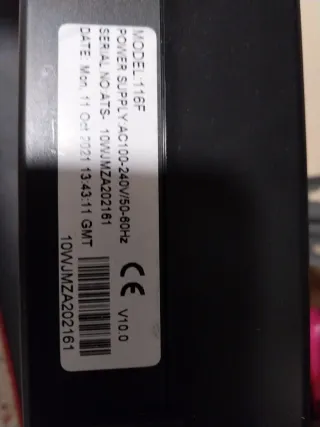 MODEL:116F
POWER SUPPLY:AC100-240V/50-60Hz
SERIAL NO:ATS- 10WJMZA202161
DATE: Mon, 11 Oct 2021 13:43:11 GMT
CE V10.0
10WJMZA202161